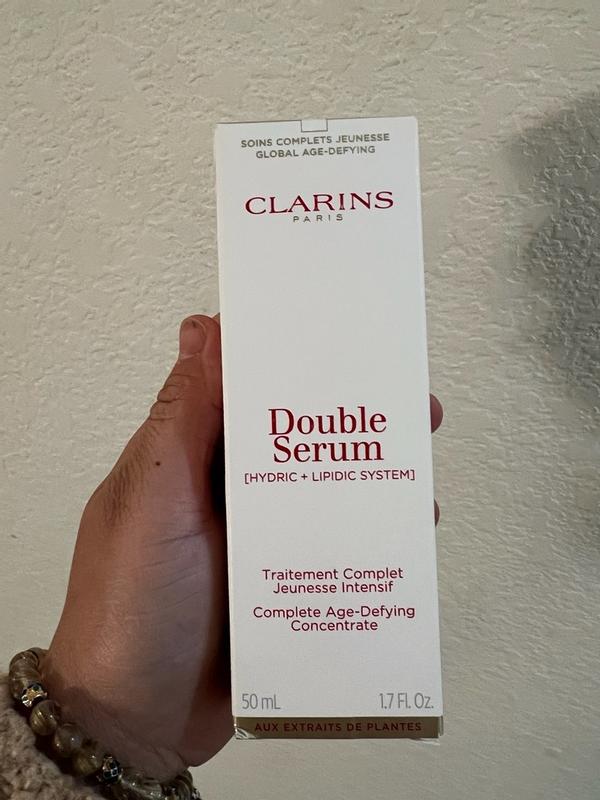 SOINS COMPLETS JEUNESSE
GLOBAL AGE-DEFYING
CLARINS
PARIS
Double
Serum
[HYDRIC + LIPIDIC SYSTEM]
Traitement Complet
Jeunesse Intensif
Complete Age-Defying
Concentrate
50 mL 1.7 Fl. Oz.
AUX EXTRAITS DE PLANTES